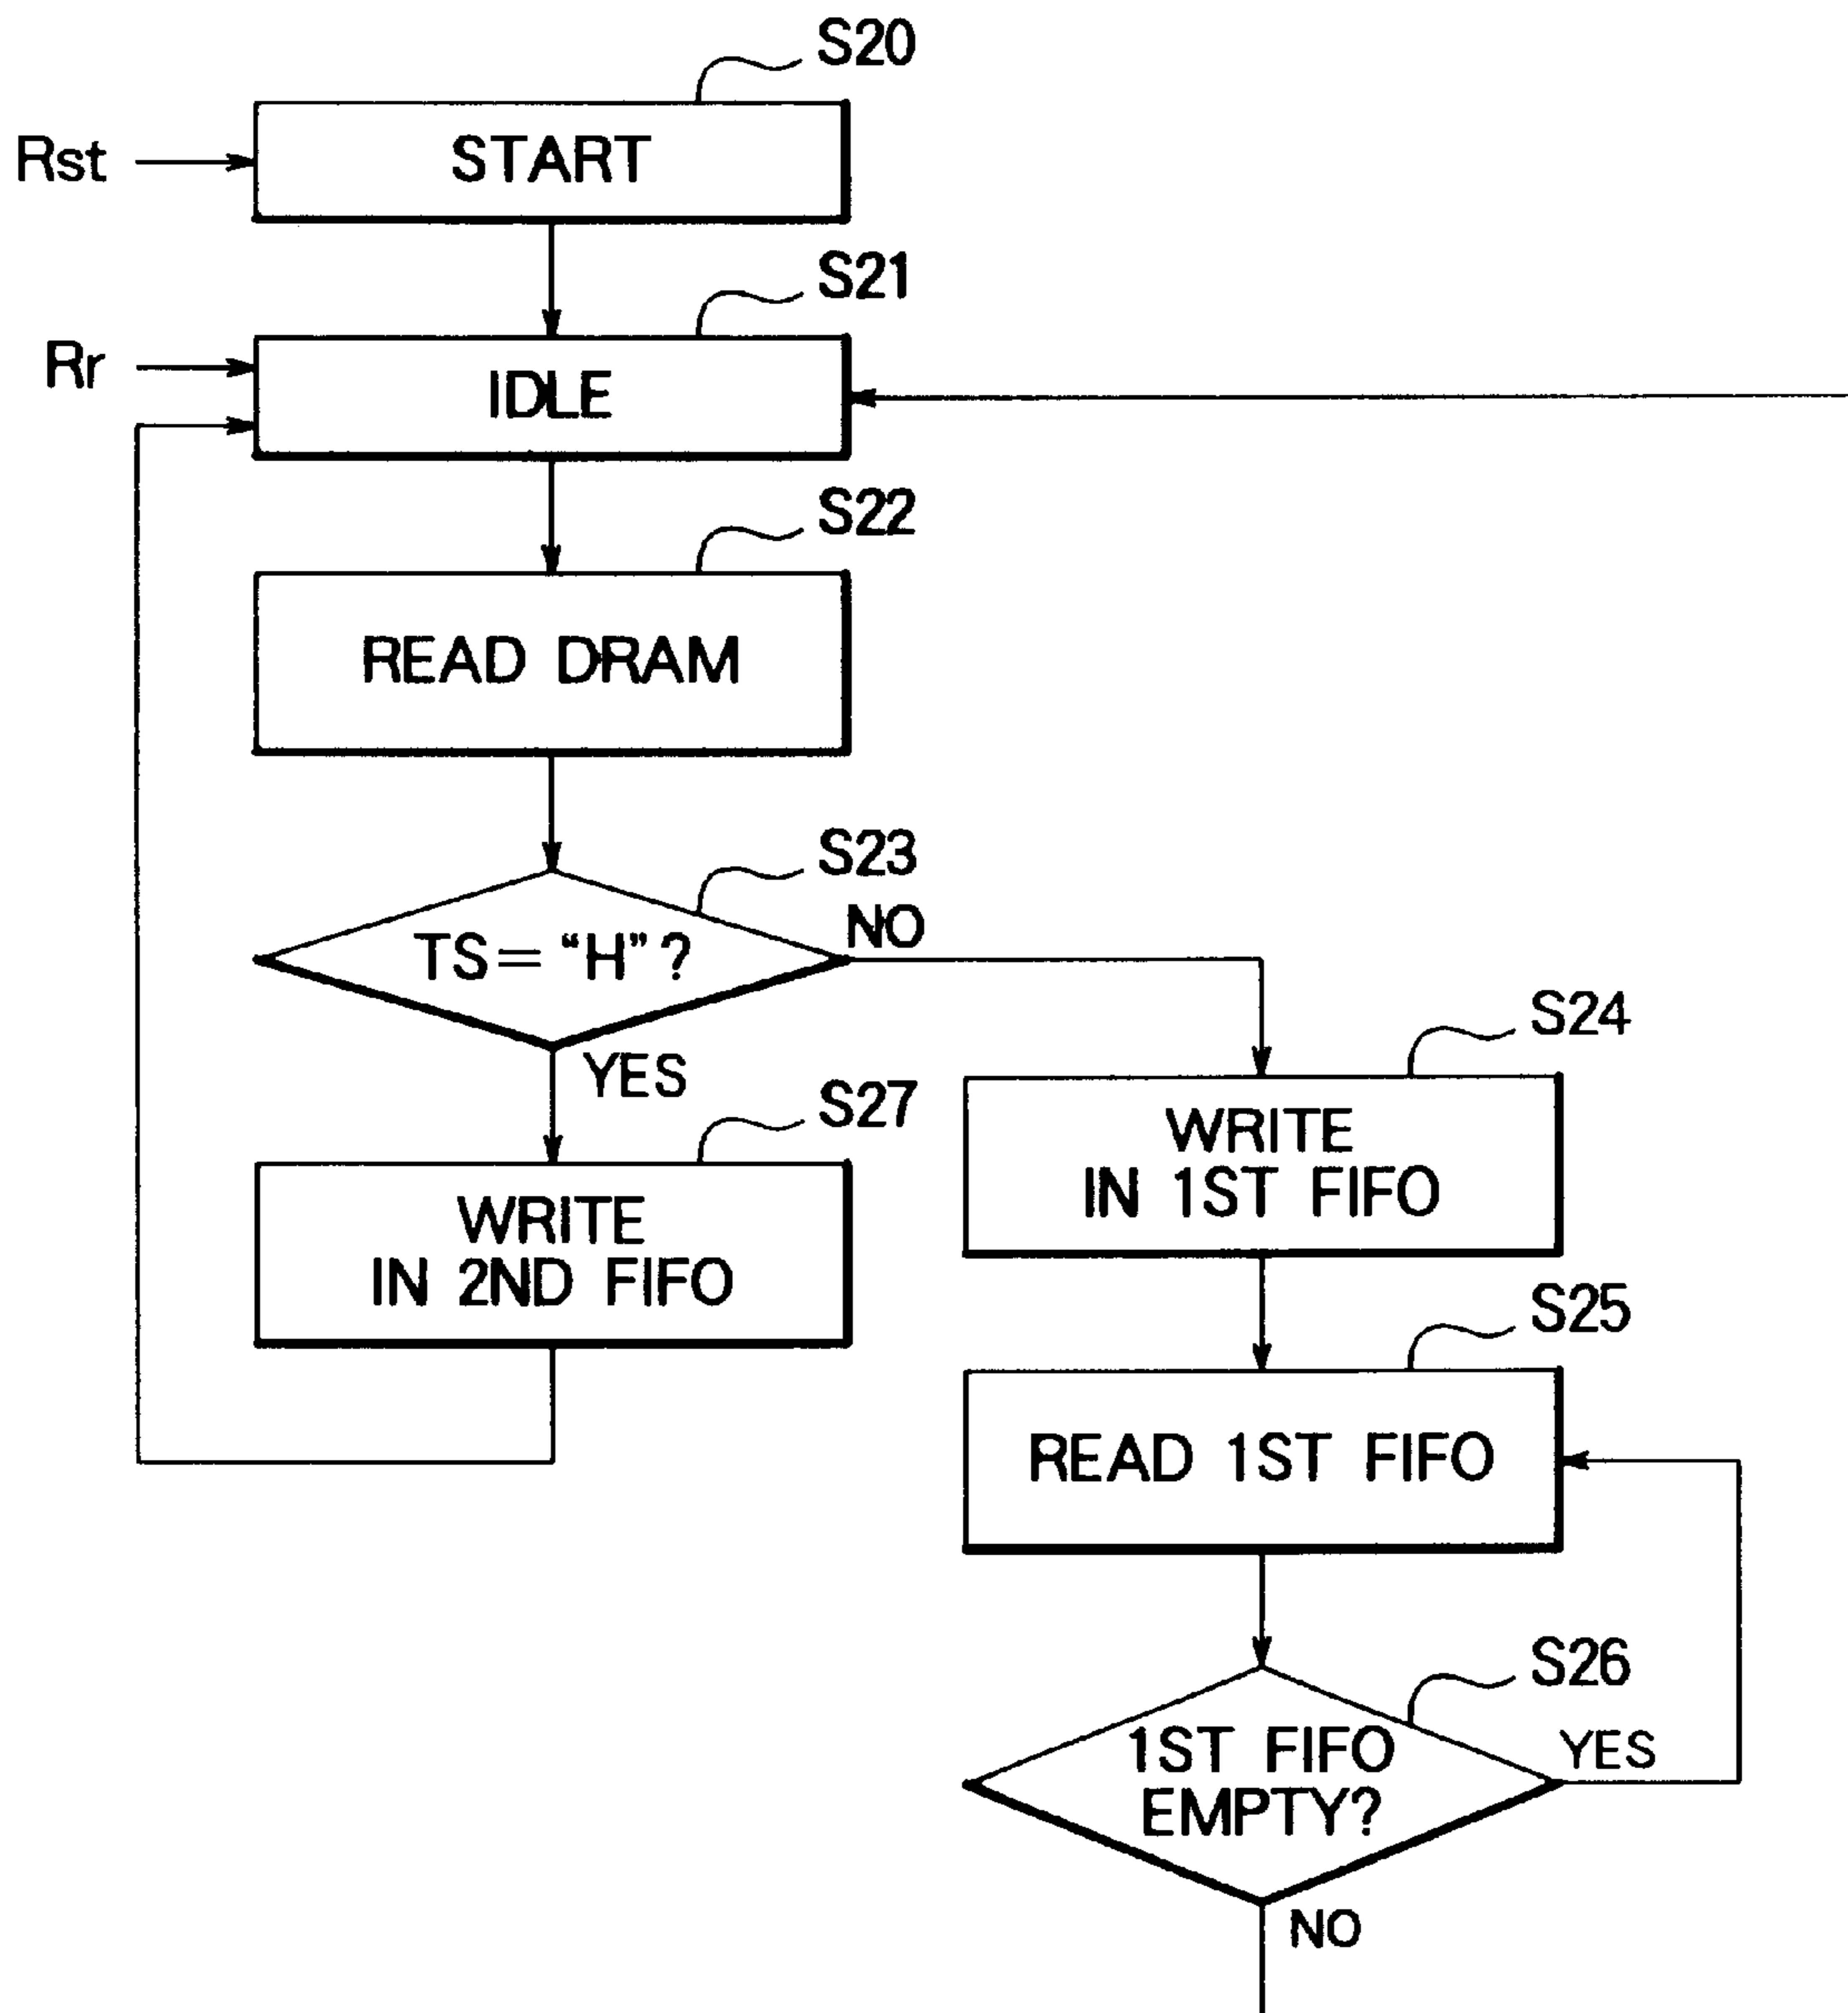 S20
Rst
START
S21
Rr
IDLE
S22
READ DRAM
S23
TS=“H”?
NO
YES
S24
WRITE
IN 1ST FIFO
S27
WRITE
IN 2ND FIFO
S25
READ 1ST FIFO
S26
1ST FIFO
EMPTY?
YES
NO